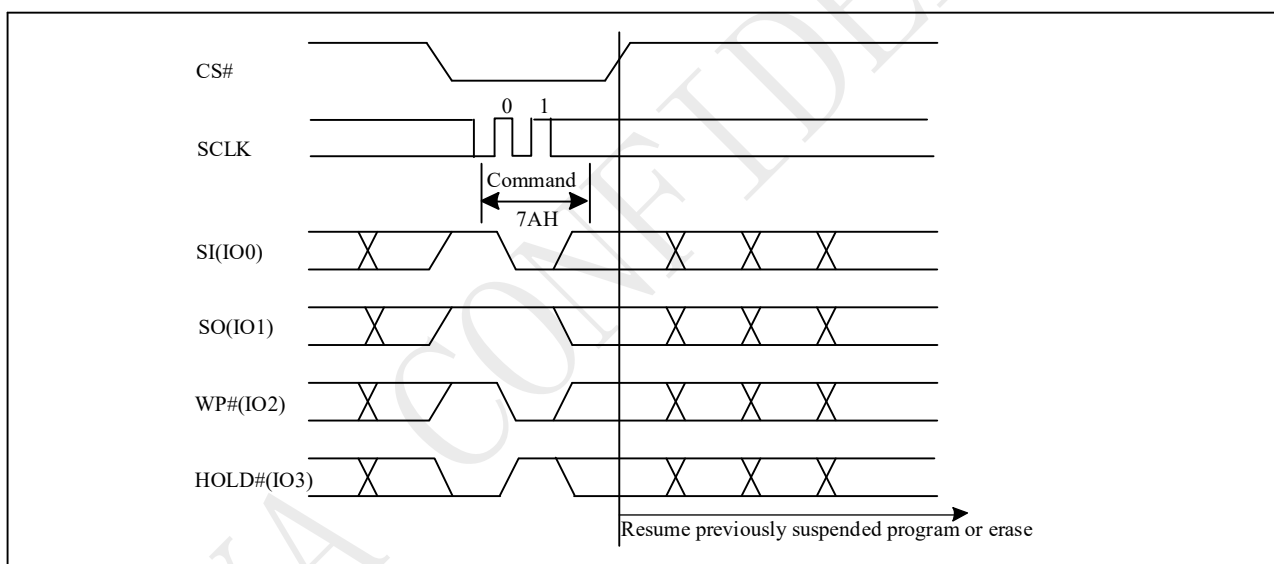 CS#
0 1
SCLK
Command
7AH
SI(IO0)
SO(IO1)
WP#(IO2)
HOLD#(IO3)
Resume previously suspended program or erase